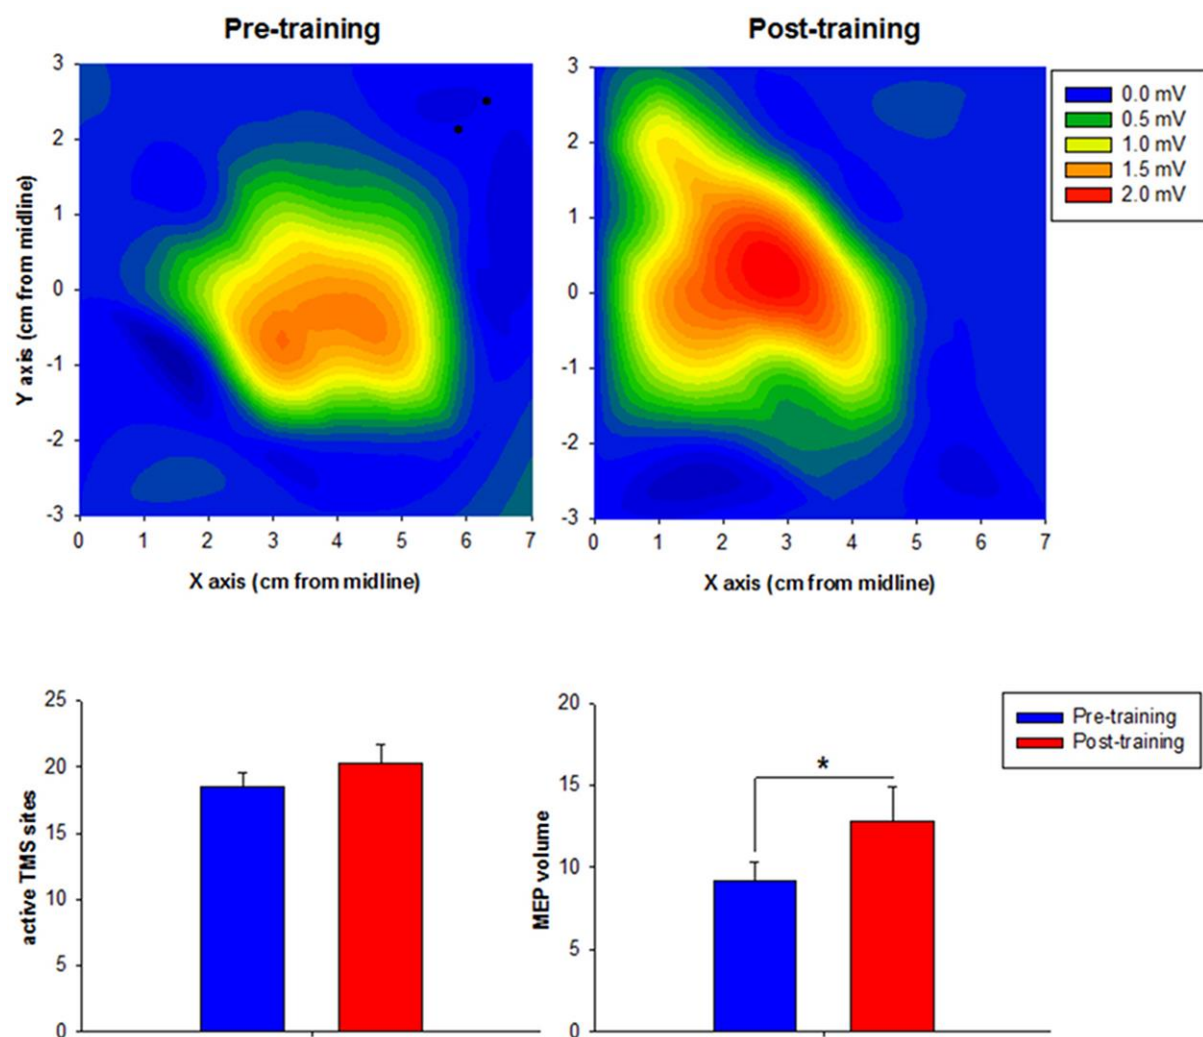 Pre-training
Post-training
3
2
1
0
-1
-2
-3
Y axis (cm from midline)
0 1 2 3 4 5 6 7
X axis (cm from midline)
3
2
1
0
-1
-2
-3
0 1 2 3 4 5 6 7
X axis (cm from midline)
0.0 mV
0.5 mV
1.0 mV
1.5 mV
2.0 mV
25
20
15
10
5
0
active TMS sites
20
15
10
5
0
MEP volume
*
Pre-training
Post-training